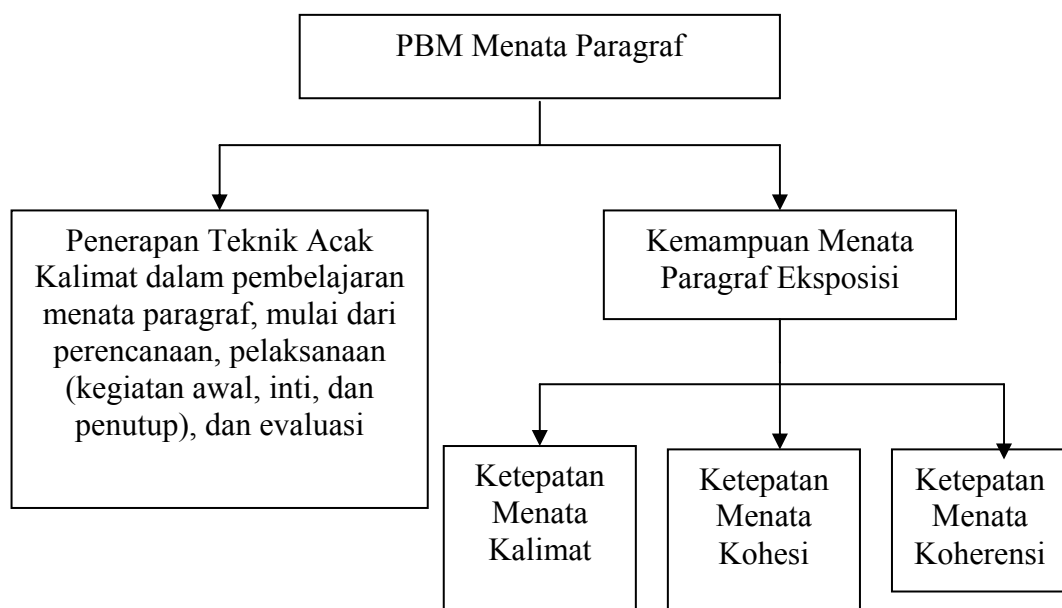 PBM Menata Paragraf
Penerapan Teknik Acak
Kalimat dalam pembelajaran
menata paragraf, mulai dari
perencanaan, pelaksanaan
(kegiatan awal, inti, dan
penutup), dan evaluasi
Kemampuan Menata
Paragraf Eksposisi
Ketepatan
Menata
Kalimat
Ketepatan
Menata
Kohesi
Ketepatan
Menata
Koherensi